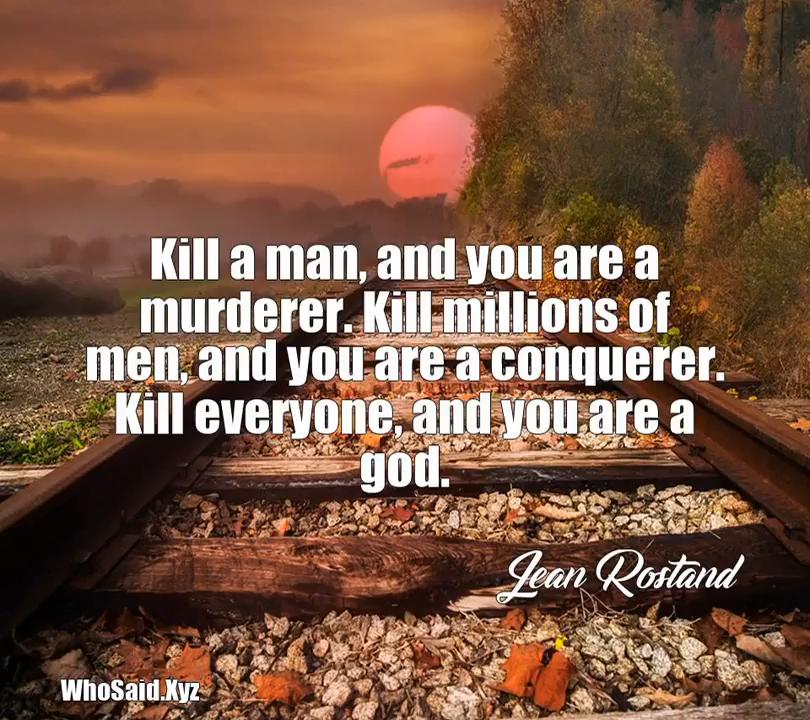 Kill a man, and you are a
murderer. Kill millions of
men, and you are a conquerer.
Kill everyone, and you are a
god.
Jean Rostand
WhoSaid.Xyz